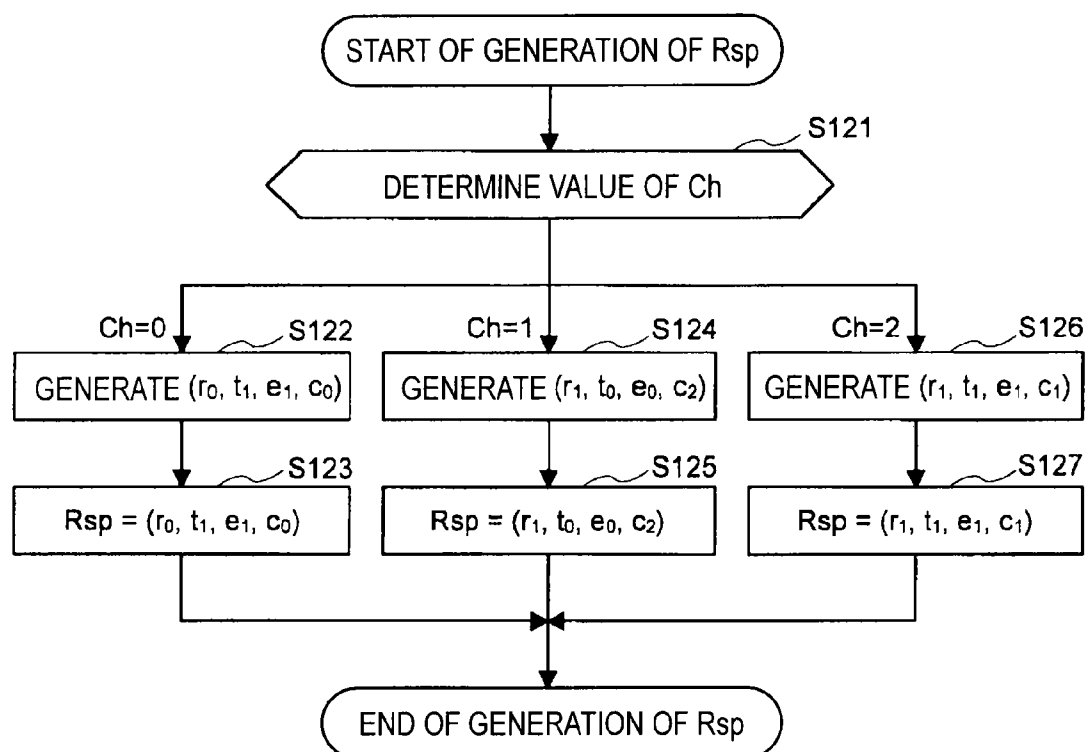 START OF GENERATION OF Rsp
S121
DETERMINE VALUE OF Ch
Ch=0
S122
Ch=1
S124
Ch=2
S126
GENERATE (r₀, t₁, e₁, c₀)
GENERATE (r₁, t₀, e₀, c₂)
GENERATE (r₁, t₁, e₁, c₁)
S123
S125
S127
Rsp = (r₀, t₁, e₁, c₀)
Rsp = (r₁, t₀, e₀, c₂)
Rsp = (r₁, t₁, e₁, c₁)
END OF GENERATION OF Rsp